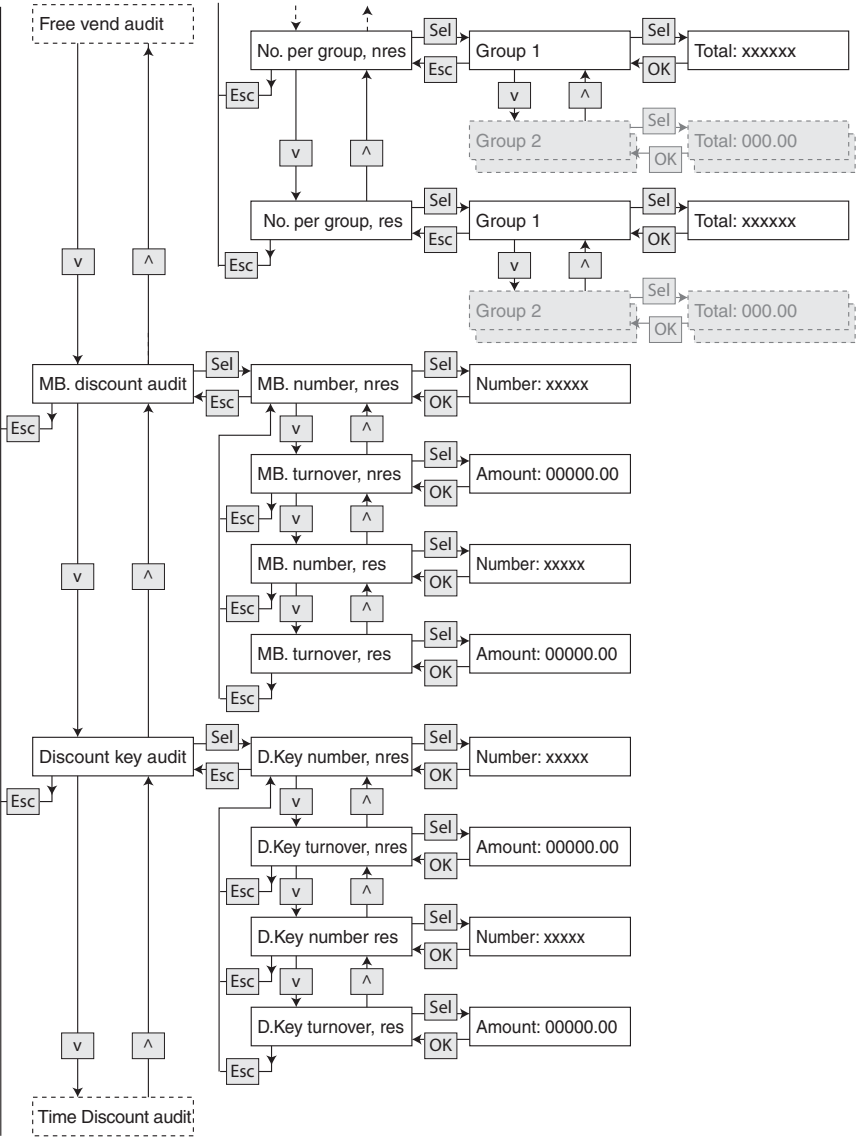 Free vend audit
No. per group, nres
Sel
Esc
Group 1
Sel
OK
Total: xxxxxx
Esc
v
^
v
^
Group 2
Sel
OK
Total: 000.00
No. per group, res
Sel
Esc
Group 1
Sel
OK
Total: xxxxxx
v
^
Esc
v
^
Group 2
Sel
OK
Total: 000.00
MB. discount audit
Sel
Esc
MB. number, nres
Sel
OK
Number: xxxxx
Esc
v
^
MB. turnover, nres
Sel
OK
Amount: 00000.00
Esc
v
^
MB. number, res
Sel
OK
Number: xxxxx
v
^
Esc
v
^
MB. turnover, res
Sel
OK
Amount: 00000.00
Esc
Discount key audit
Sel
Esc
D.Key number, nres
Sel
OK
Number: xxxxx
Esc
v
^
D.Key turnover, nres
Sel
OK
Amount: 00000.00
Esc
v
^
D.Key number res
Sel
OK
Number: xxxxx
Esc
v
^
D.Key turnover, res
Sel
OK
Amount: 00000.00
v
^
Esc
Time Discount audit